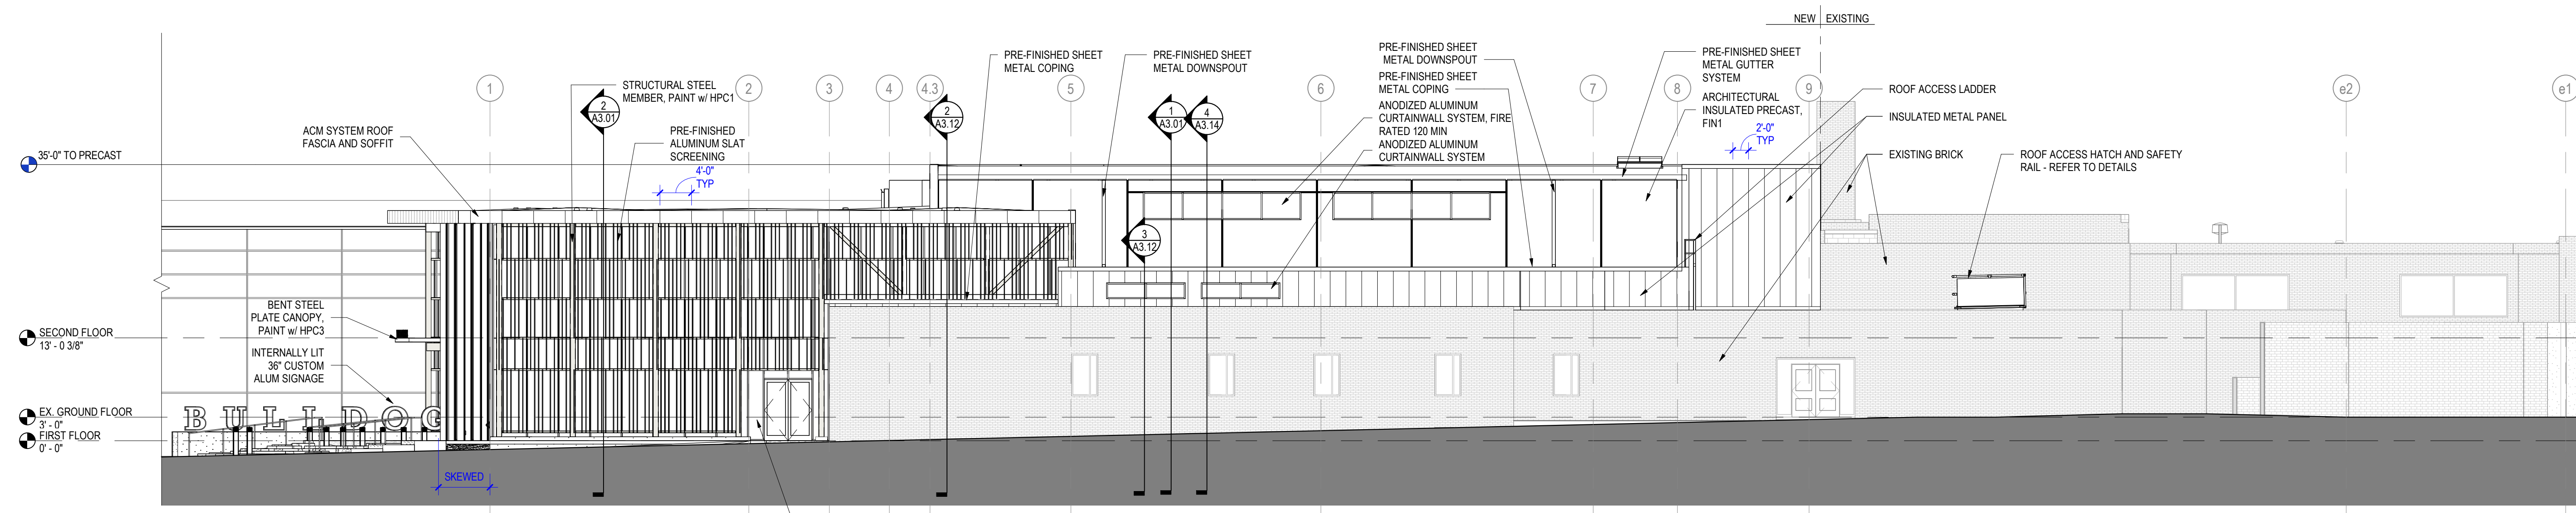 NEW
EXISTING
PRE-FINISHED SHEET
METAL COPING
PRE-FINISHED SHEET
METAL DOWNSPOUT
PRE-FINISHED SHEET
METAL DOWNSPOUT
PRE-FINISHED SHEET
METAL COPING
ANODIZED ALUMINUM
CURTAINWALL SYSTEM, FIRE
RATED 120 MIN
ANODIZED ALUMINUM
CURTAINWALL SYSTEM
PRE-FINISHED SHEET
METAL GUTTER
SYSTEM
ARCHITECTURAL
INSULATED PRECAST,
FIN1
2'-0"
TYP
ROOF ACCESS LADDER
INSULATED METAL PANEL
EXISTING BRICK
ROOF ACCESS HATCH AND SAFETY
RAIL - REFER TO DETAILS
1
2
3
4
4.3
5
6
7
8
9
e2
e1
STRUCTURAL STEEL
MEMBER, PAINT w/ HPC1
2
A3.01
2
A3.12
1
A3.01
4
A3.14
3
A3.12
ACM SYSTEM ROOF
FASCIA AND SOFFIT
PRE-FINISHED
ALUMINUM SLAT
SCREENING
4'-0"
TYP
35'-0" TO PRECAST
BENT STEEL
PLATE CANOPY,
PAINT w/ HPC3
SECOND FLOOR
13' - 0 3/8"
INTERNALLY LIT
36" CUSTOM
ALUM SIGNAGE
EX. GROUND FLOOR
3' - 0"
FIRST FLOOR
0' - 0"
BULLDOG
SKEWED